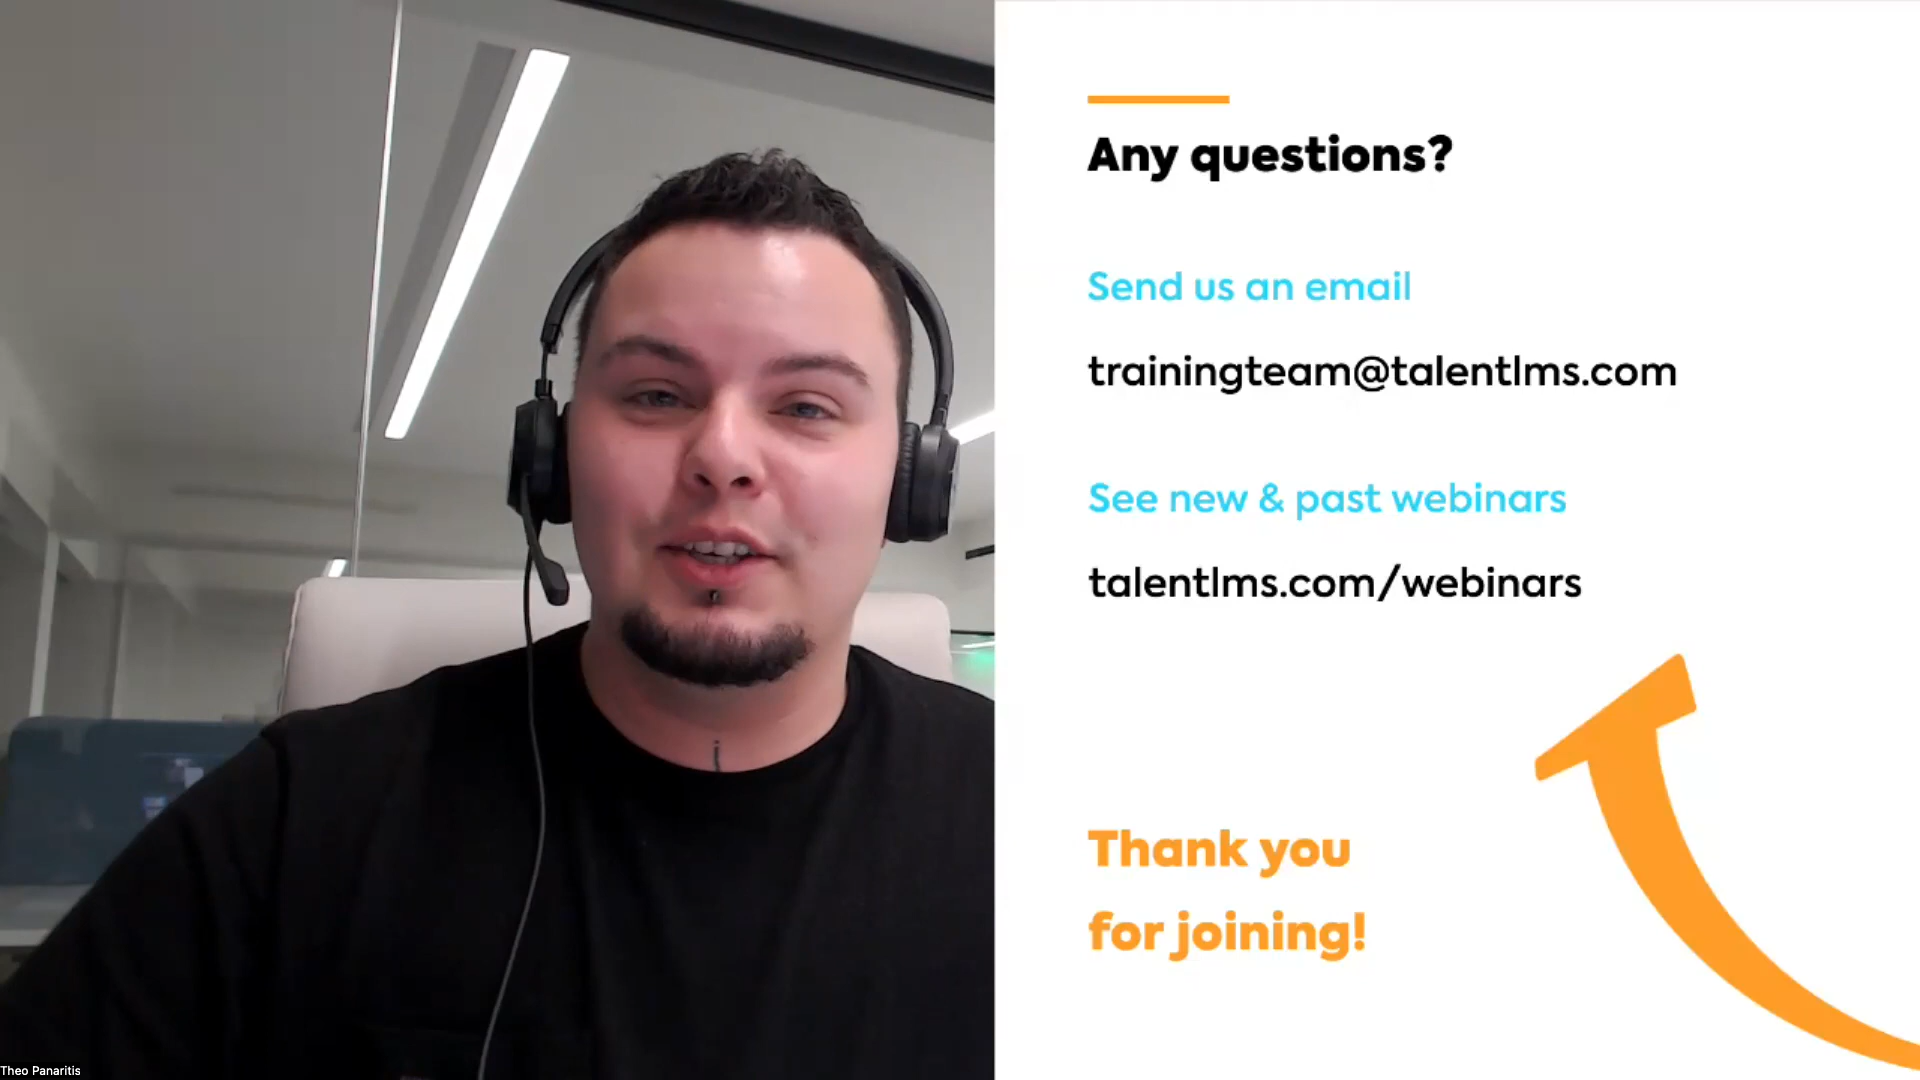 Any questions?
Send us an email
trainingteam@talentlms.com
See new & past webinars
talentlms.com/webinars
Thank you
for joining!
Theo Panaritis